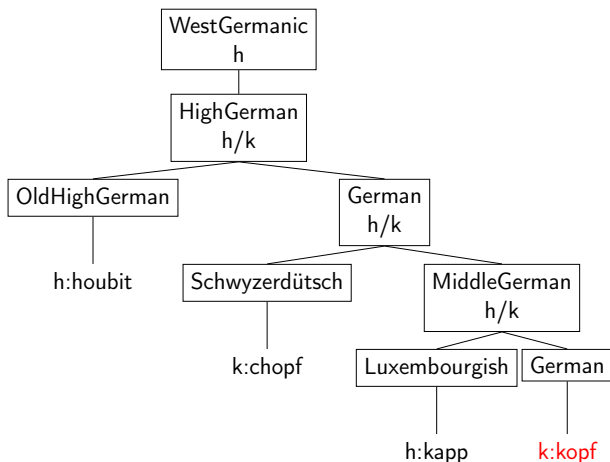 WestGermanic
h
HighGerman
h/k
OldHighGerman
German
h/k
h:houbit
Schwyzerdütsch
MiddleGerman
h/k
k:chopf
Luxembourgish
German
h:kapp
k:kopf